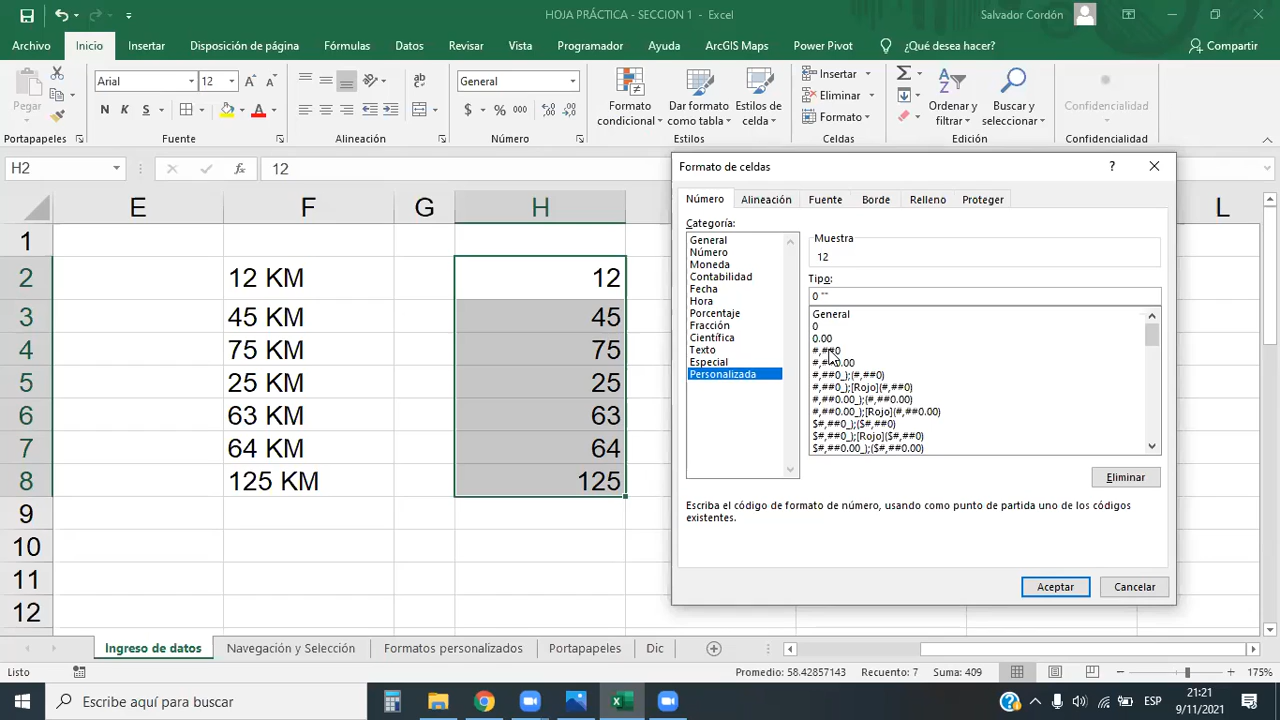 HOJA PRÁCTICA - SECCION 1 - Excel
Salvador Cordón
Archivo Inicio Insertar Disposición de página Fórmulas Datos Revisar Vista Programador Ayuda ArcGIS Maps Power Pivot ¿Qué desea hacer? Compartir
Pegar
Arial 12
N K S
General
$ % 000
Formato condicional
Dar formato como tabla
Estilos de celda
Insertar
Eliminar
Formato
Ordenar y filtrar
Buscar y seleccionar
Confidencialidad
Portapapeles Fuente Alineación Número Estilos Celdas Edición Confidencialidad
H2 fx 12
E F G H L
1
2 12 KM 12
3 45 KM 45
4 75 KM 75
5 25 KM 25
6 63 KM 63
7 64 KM 64
8 125 KM 125
9
10
11
12
Formato de celdas
Número Alineación Fuente Borde Relleno Proteger
Categoría:
General
Número
Moneda
Contabilidad
Fecha
Hora
Porcentaje
Fracción
Científica
Texto
Especial
Personalizada
Muestra
12
Tipo:
0 ""
General
0
0.00
#,##0
#,##0.00
#,##0_);(#,##0)
#,##0_);[Rojo](#,##0)
#,##0.00_);(#,##0.00)
#,##0.00_);[Rojo](#,##0.00)
$#,##0_);($#,##0)
$#,##0_);[Rojo]($#,##0)
$#,##0.00_);($#,##0.00)
Eliminar
Escriba el código de formato de número, usando como punto de partida uno de los códigos
existentes.
Aceptar Cancelar
Ingreso de datos Navegación y Selección Formatos personalizados Portapapeles Dic
Listo Promedio: 58.42857143 Recuento: 7 Suma: 409 175%
Escribe aquí para buscar
ESP
21:21
9/11/2021